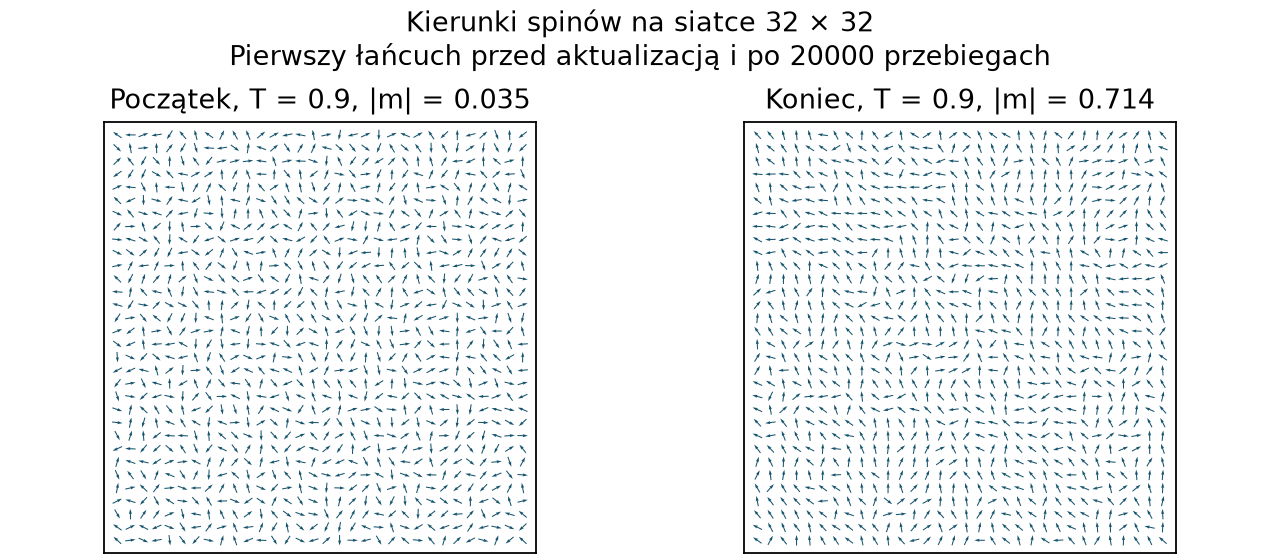 Kierunki spinów na siatce 32 × 32
Pierwszy łańcuch przed aktualizacją i po 20000 przebiegach
Początek, T = 0.9, |m| = 0.035
Koniec, T = 0.9, |m| = 0.714